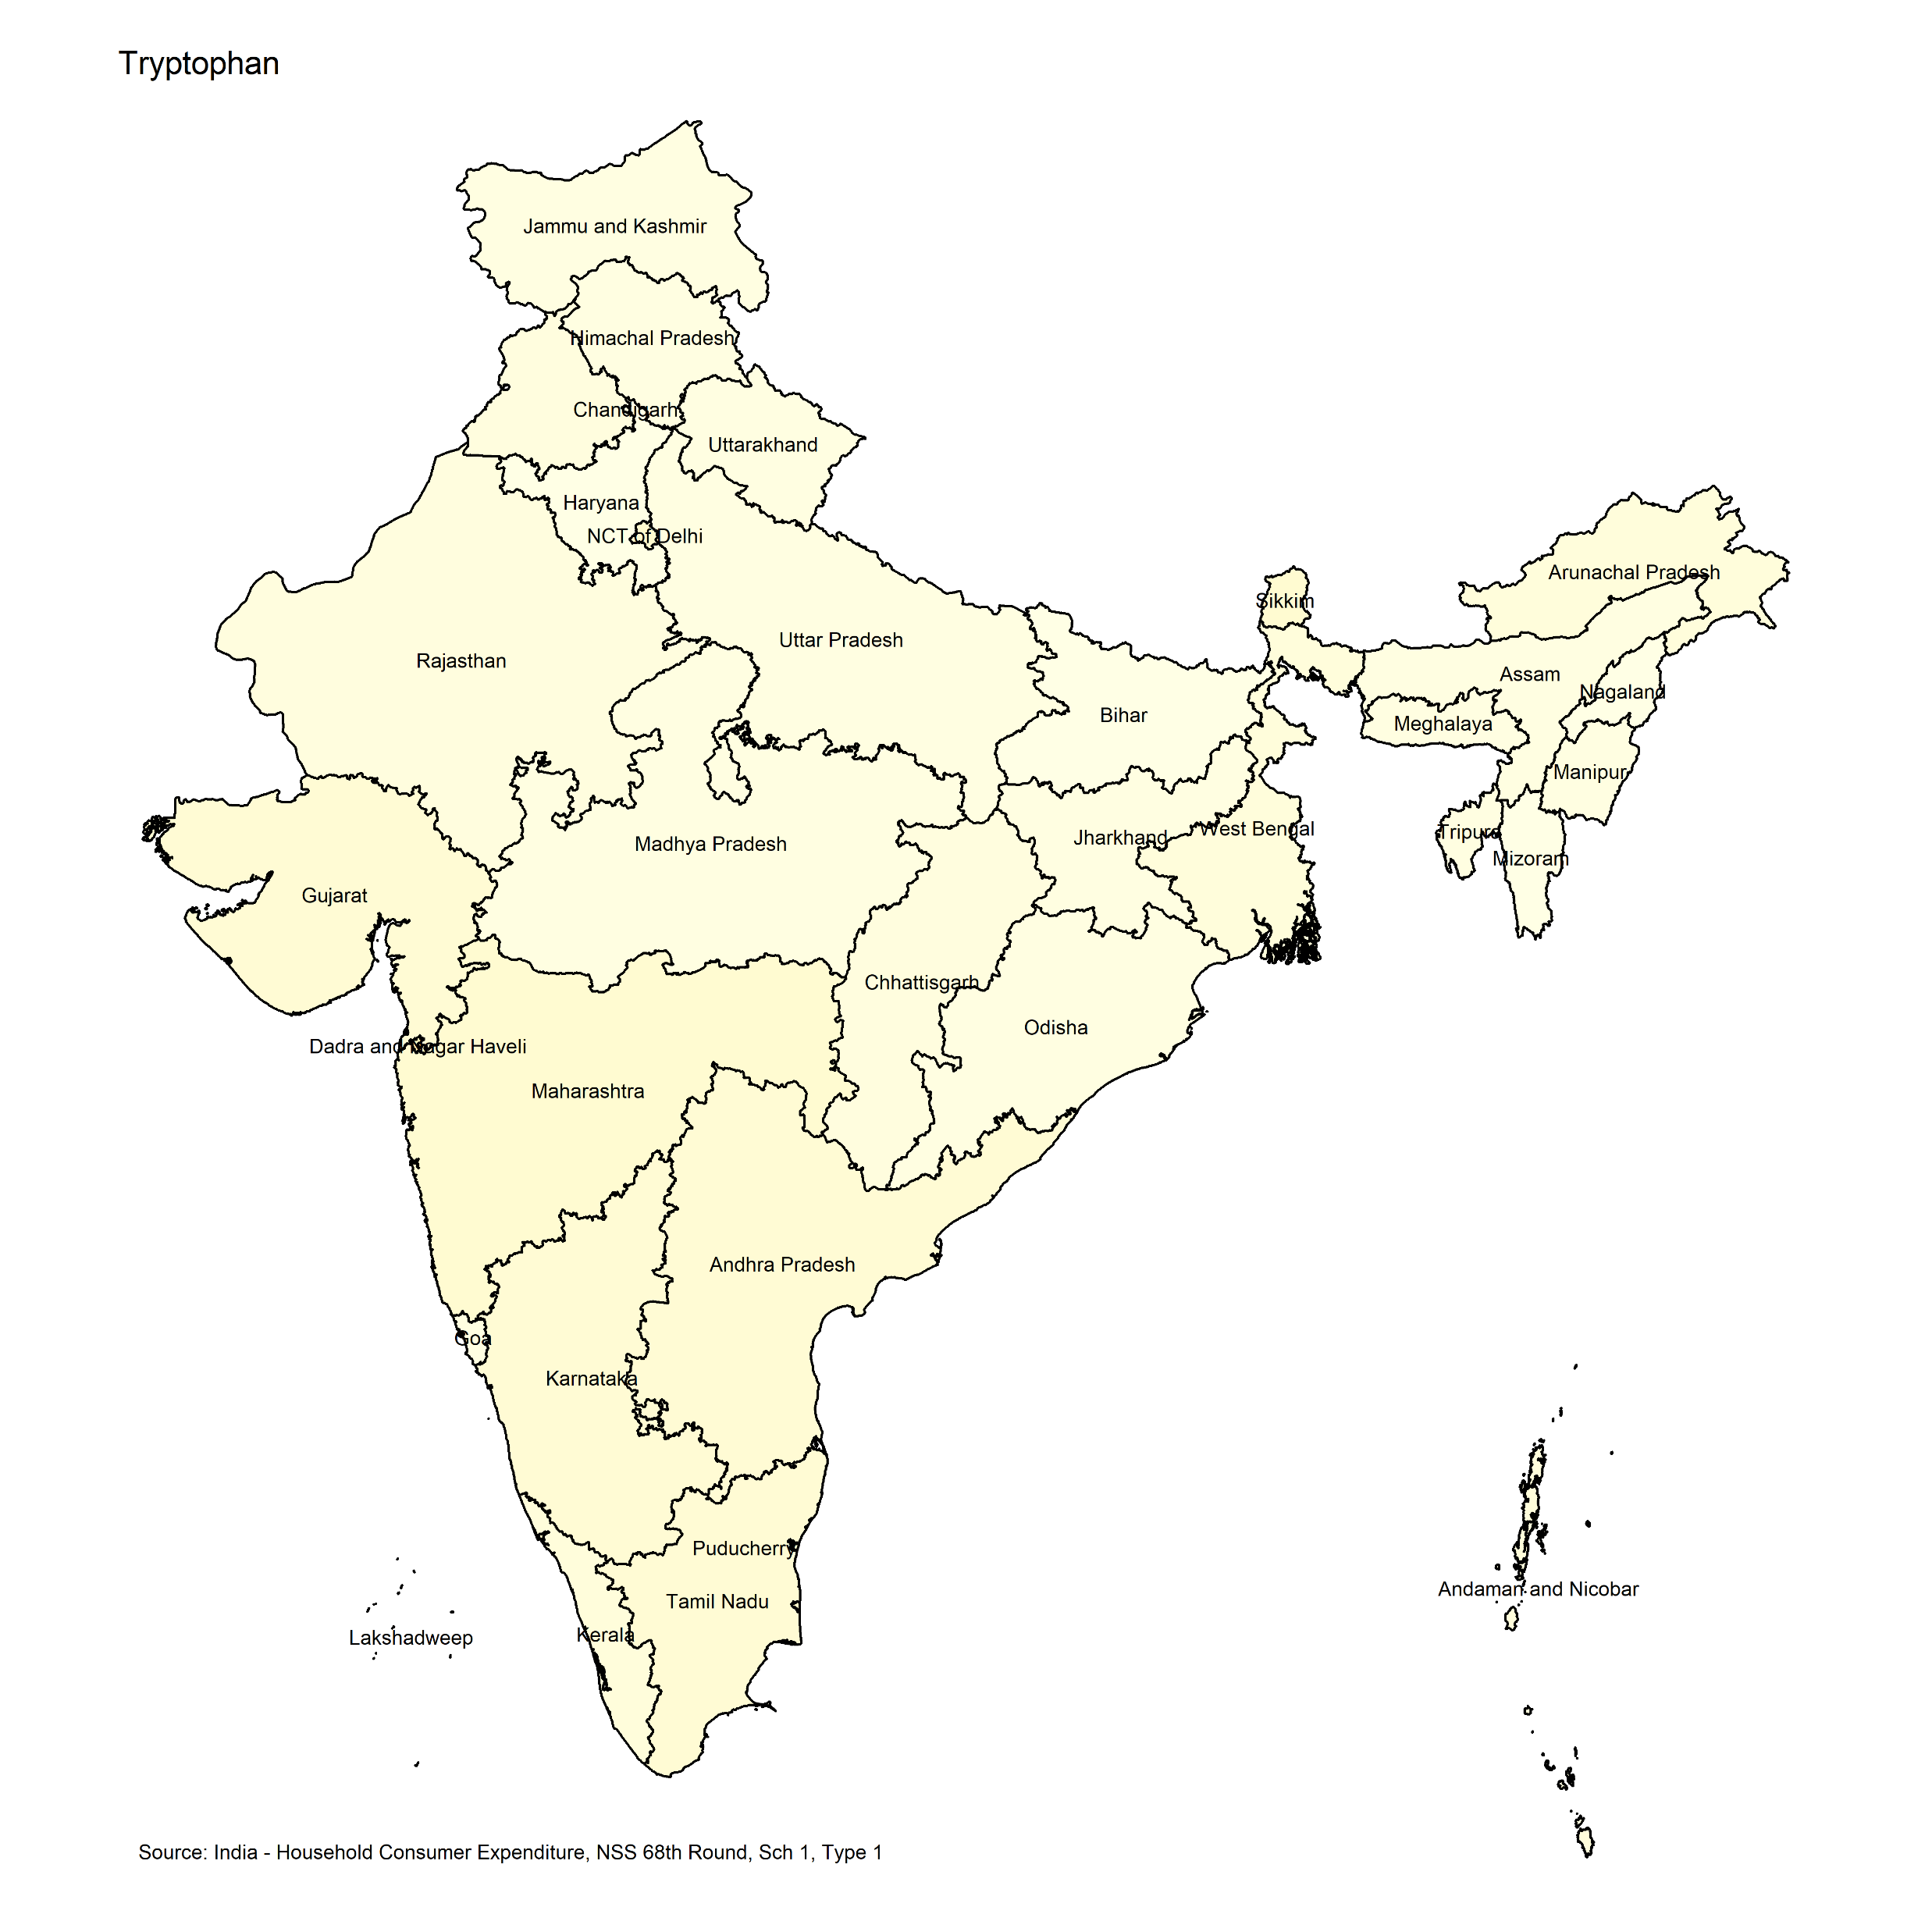 Tryptophan
Jammu and Kashmir
Himachal Pradesh
Chandigarh
Uttarakhand
Haryana
NCT of Delhi
Arunachal Pradesh
Sikkim
Uttar Pradesh
Rajasthan
Assam
Nagaland
Bihar
Meghalaya
Manipur
Tripura
West Bengal
Jharkhand
Madhya Pradesh
Mizoram
Gujarat
Chhattisgarh
Odisha
Dadra and Nagar Haveli
Maharashtra
Andhra Pradesh
Goa
Karnataka
Puducherry
Andaman and Nicobar
Tamil Nadu
Kerala
Lakshadweep
Source: India - Household Consumer Expenditure, NSS 68th Round, Sch 1, Type 1